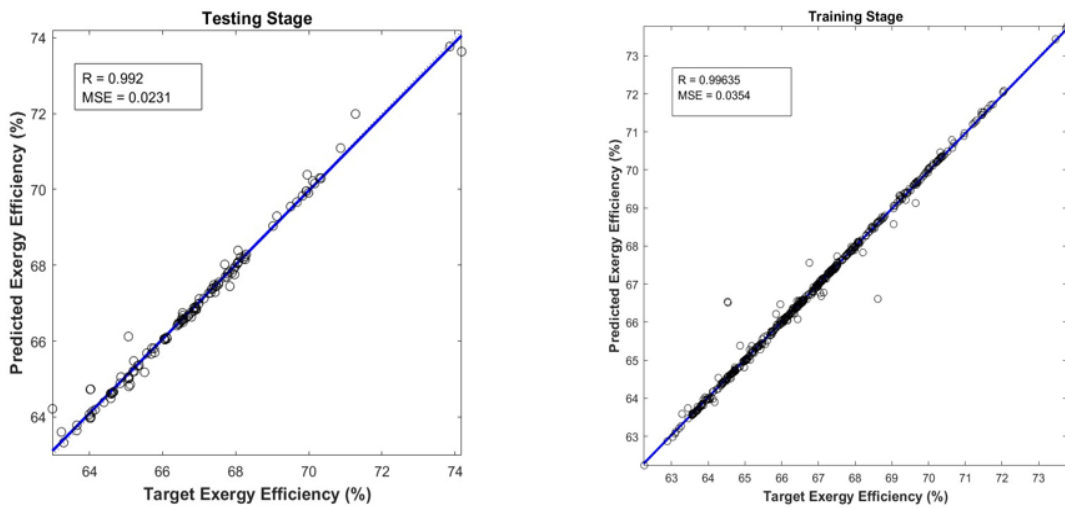 Testing Stage
R = 0.992
MSE = 0.0231
74
72
70
68
66
64
Predicted Exergy Efficiency (%)
64 66 68 70 72 74
Target Exergy Efficiency (%)
Training Stage
R = 0.99635
MSE = 0.0354
73
72
71
70
69
68
67
66
65
64
63
Predicted Exergy Efficiency (%)
63 64 65 66 67 68 69 70 71 72 73
Target Exergy Efficiency (%)